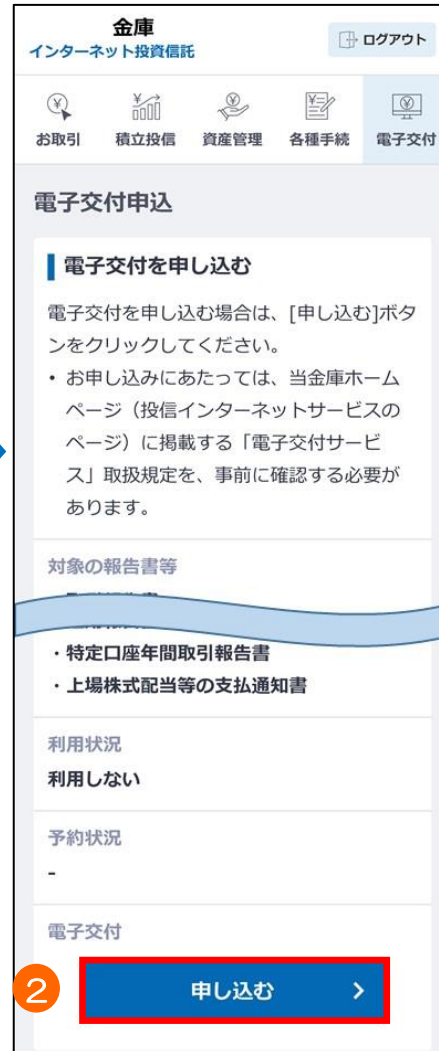 金庫
インターネット投資信託
ログアウト
お取引 積立投信 資産管理 各種手続 電子交付
電子交付申込
電子交付を申し込む
電子交付を申し込む場合は、[申し込む]ボタ
ンをクリックしてください。
・お申し込みにあたっては、当金庫ホーム
ページ（投信インターネットサービスの
ページ）に掲載する「電子交付サービ
ス」取扱規定を、事前に確認する必要が
あります。
対象の報告書等
・特定口座年間取引報告書
・上場株式配当等の支払通知書
利用状況
利用しない
予約状況
-
電子交付
2
申し込む